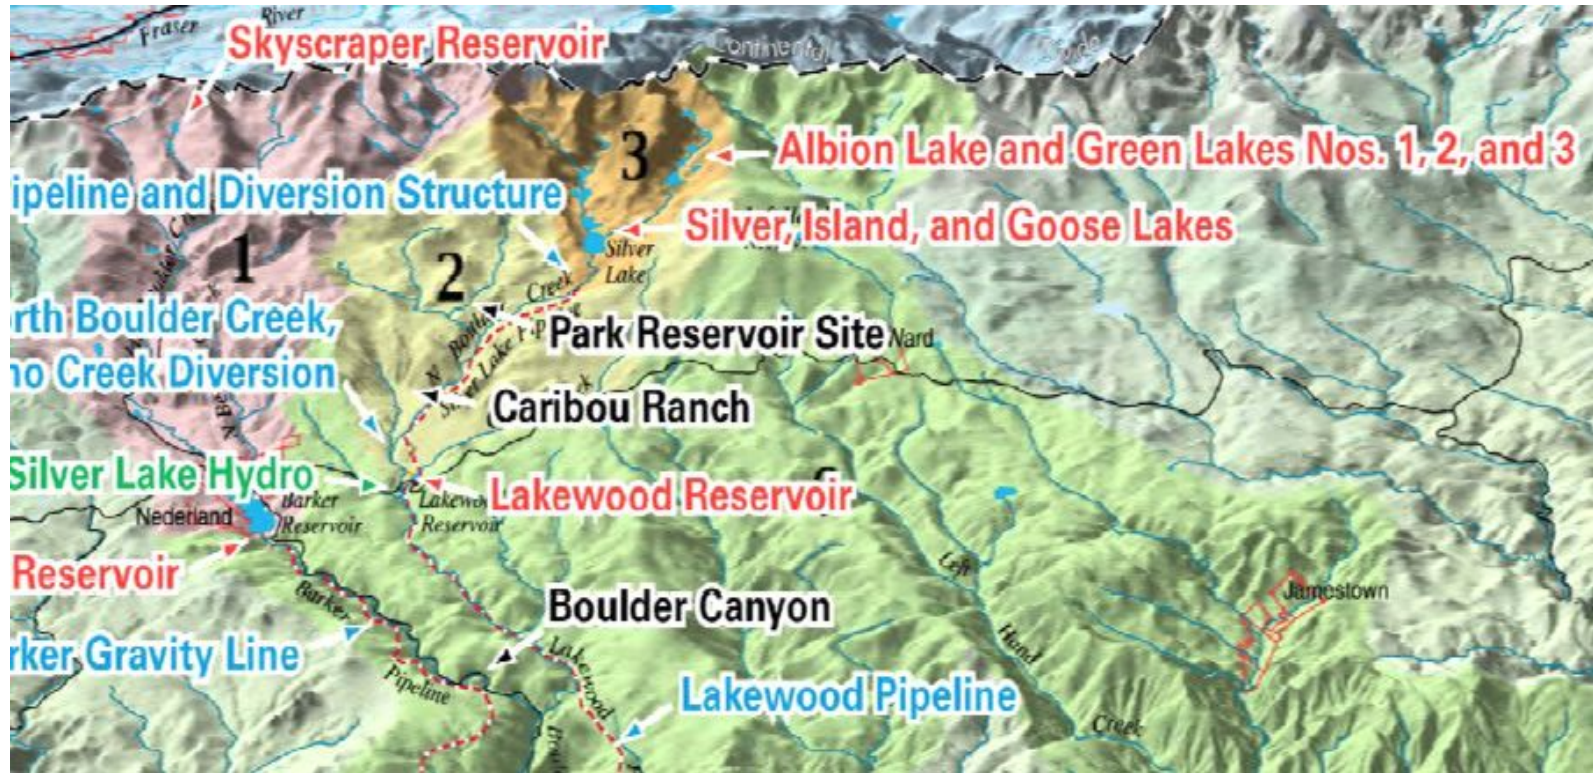 Fraser River
Continental Divide
Skyscraper Reservoir
3
Albion Lake and Green Lakes Nos. 1, 2, and 3
ipeline and Diversion Structure
Silver, Island, and Goose Lakes
1
2
Silver
Lake
Creek
N Boulder
rth Boulder Creek,
Park Reservoir Site
Nard
no Creek Diversion
Caribou Ranch
Silver Lake Hydro
Lakewood Reservoir
Barker
Reservoir
Reservoir
Nederland
Reservoir
Left
Hand
Creek
Jamestown
Boulder Canyon
Barker
Pipeline
rker Gravity Line
Lakewood
Lakewood Pipeline